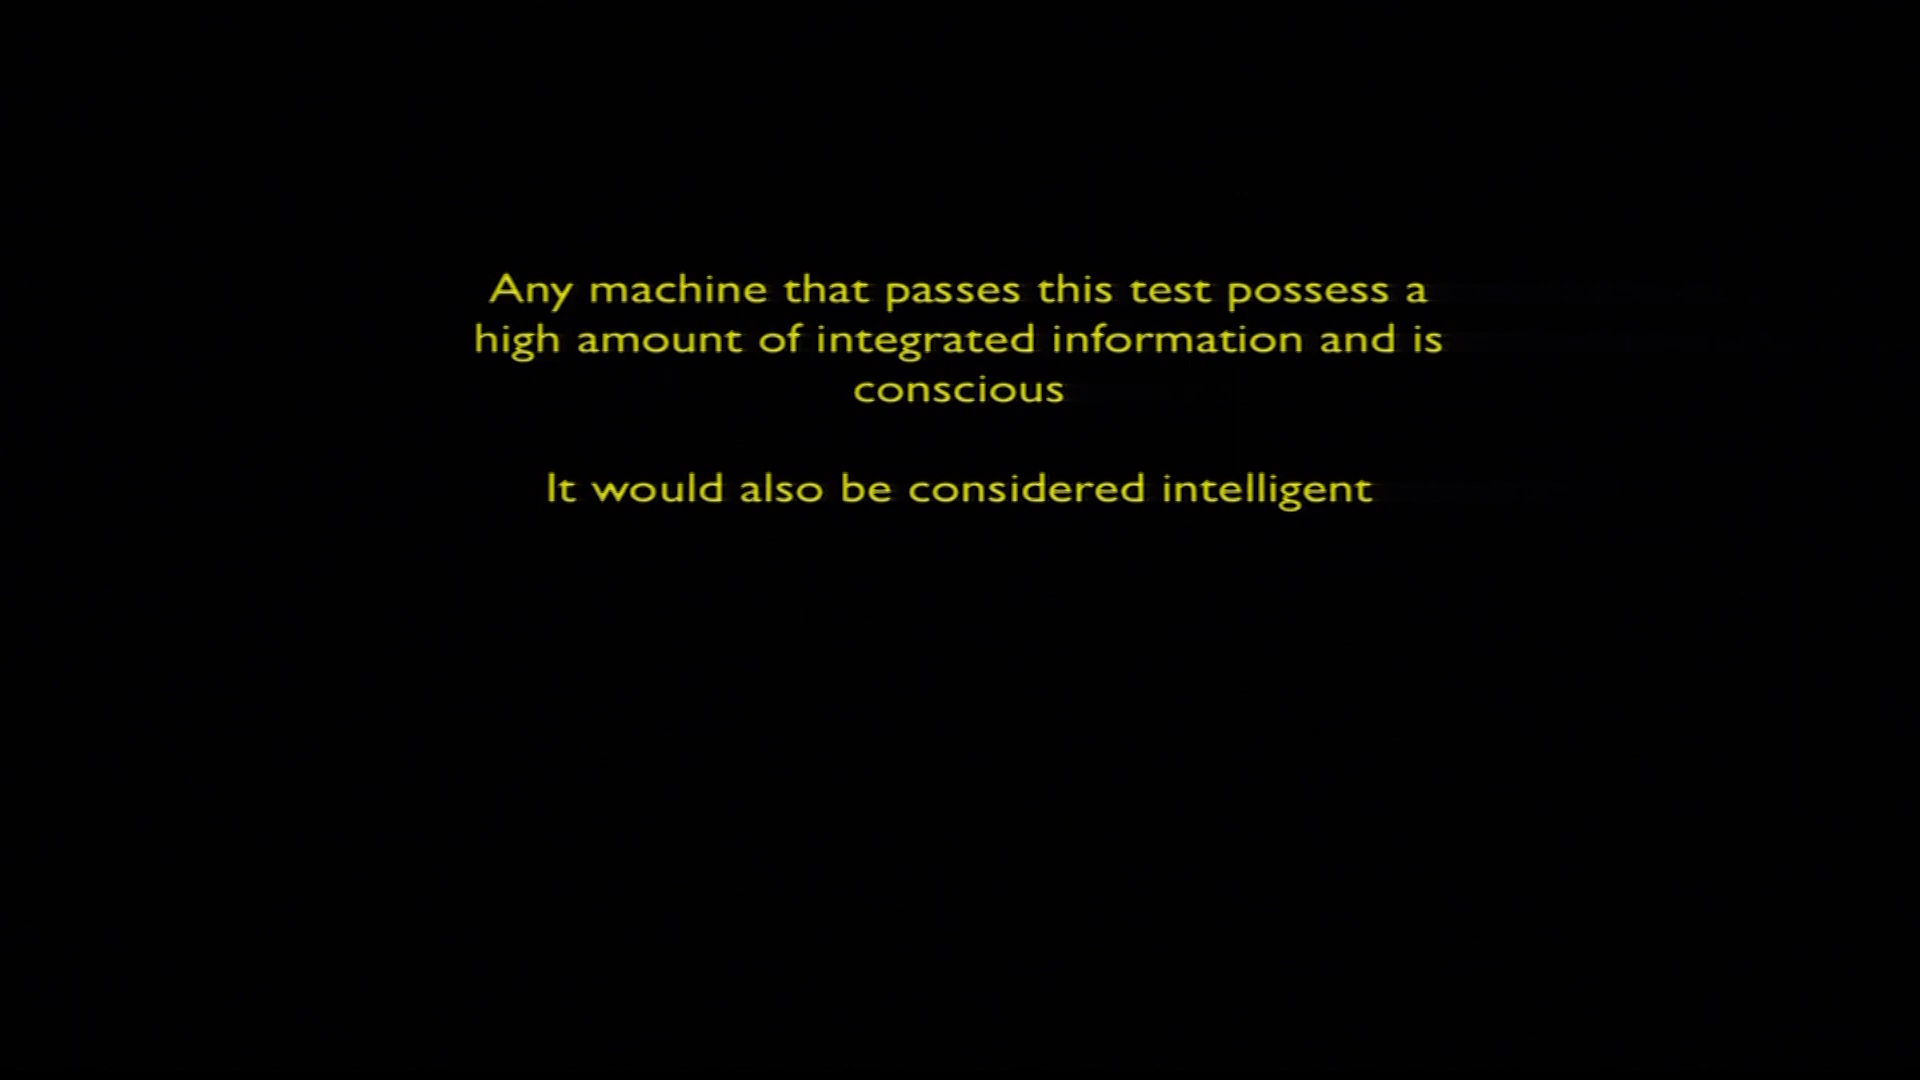 Any machine that passes this test possess a
high amount of integrated information and is
conscious
It would also be considered intelligent